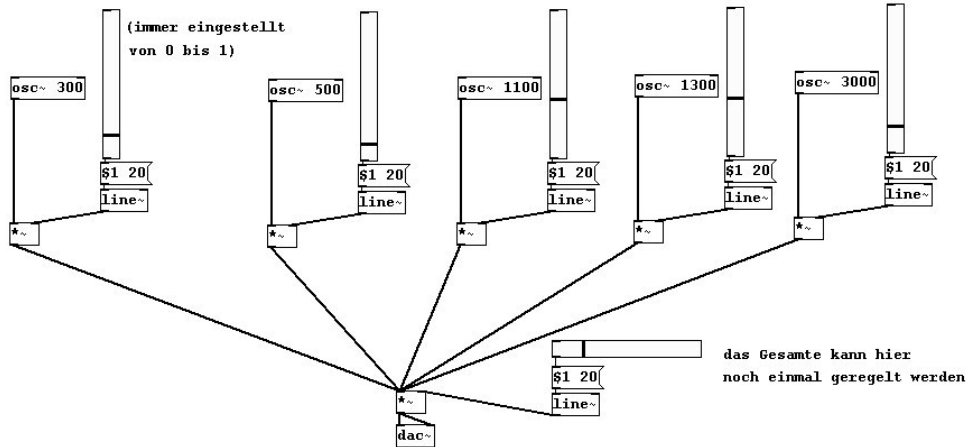 (immer eingestellt
von 0 bis 1)
osc~ 300
osc~ 500
osc~ 1100
osc~ 1300
osc~ 3000
$1 20
$1 20
$1 20
$1 20
$1 20
line~
line~
line~
line~
line~
*~
*~
*~
*~
*~
das Gesamte kann hier
noch einmal geregelt werden
$1 20
line~
*~
dac~